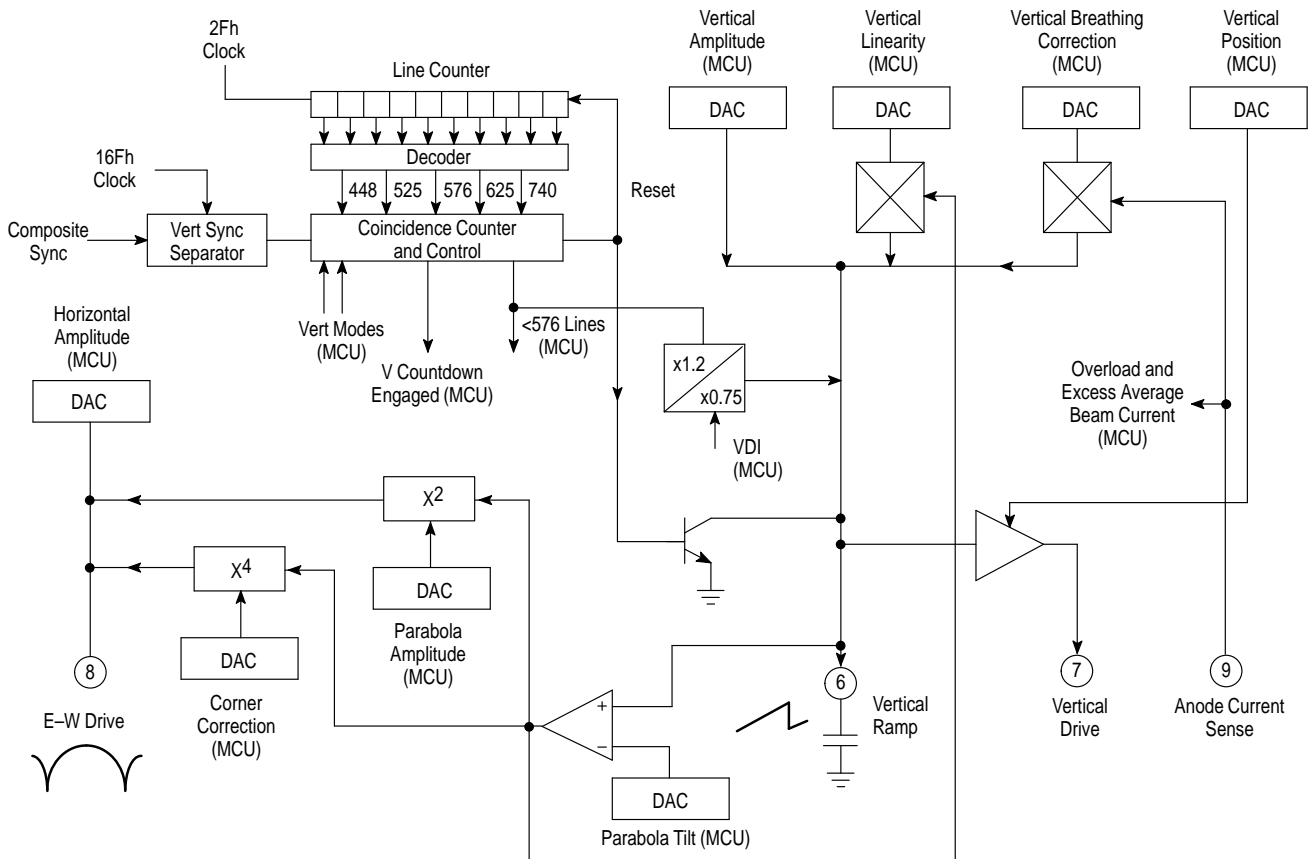 2Fh
Clock
Line Counter
Vertical
Amplitude
(MCU)
Vertical
Linearity
(MCU)
Vertical Breathing
Correction
(MCU)
Vertical
Position
(MCU)
DAC
DAC
DAC
DAC
16Fh
Clock
Decoder
448
525
576
625
740
Reset
Composite
Sync
Vert Sync
Separator
Coincidence Counter
and Control
Vert Modes
(MCU)
V Countdown
Engaged (MCU)
<576 Lines
(MCU)
x1.2
x0.75
VDI
(MCU)
Horizontal
Amplitude
(MCU)
DAC
Overload and
Excess Average
Beam Current
(MCU)
X2
X4
DAC
Parabola
Amplitude
(MCU)
DAC
Corner
Correction
(MCU)
8
E–W Drive
+
–
6
Vertical
Ramp
7
Vertical
Drive
9
Anode Current
Sense
DAC
Parabola Tilt (MCU)